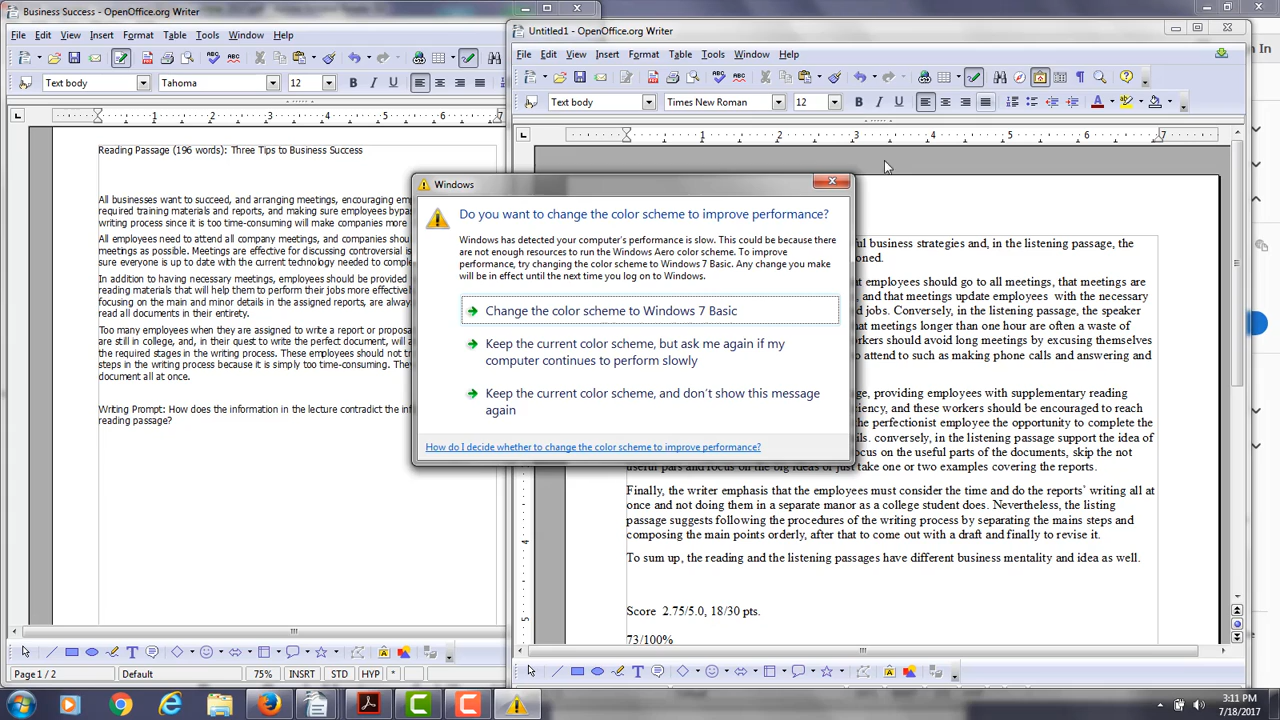 Business Success - OpenOffice.org Writer
File Edit View Insert Format Table Tools Window Help
Text body Tahoma 12
1 2 3 4
Reading Passage (196 words): Three Tips to Business Success
All businesses want to succeed, and arranging meetings, encouraging
required training materials and reports, and making sure employees
writing process since it is too time-consuming will make companies more
All employees need to attend all company meetings, and companies
meetings as possible. Meetings are effective for discussing controversial
sure everyone is up to date with the current technology needed to
In addition to having necessary meetings, employees should be provided
reading materials that will help them to perform their jobs more
focusing on the main and minor details in the assigned reports, are
read all documents in their entirety.
Too many employees when they are assigned to write a report or
are still in college, and, in their quest to write the perfect document, will
the required stages in the writing process. These employees should not
steps in the writing process because it is simply too time-consuming.
document all at once.
Writing Prompt: How does the information in the lecture contradict the
reading passage?
Page 1 / 2 Default 75% INSRT STD HYP *
Untitled1 - OpenOffice.org Writer
File Edit View Insert Format Table Tools Window Help
Text body Times New Roman 12
1 2 3 4 5 6 7
business strategies and, in the listening passage, the
employees should go to all meetings, that meetings are
and that meetings update employees with the necessary
jobs. Conversely, in the listening passage, the speaker
that meetings longer than one hour are often a waste of
should avoid long meetings by excusing themselves
to attend to such as making phone calls and answering and
providing employees with supplementary reading
and these workers should be encouraged to reach
the perfectionist employee the opportunity to complete the
conversely, in the listening passage support the idea of
on the useful parts of the documents, skip the not
useful pars and focus on the big ideas or just take one or two examples covering the reports.
Finally, the writer emphasis that the employees must consider the time and do the reports' writing all at
once and not doing them in a separate manor as a college student does. Nevertheless, the listing
passage suggests following the procedures of the writing process by separating the mains steps and
composing the main points orderly, after that to come out with a draft and finally to revise it.
To sum up, the reading and the listening passages have different business mentality and idea as well.
Score 2.75/5.0, 18/30 pts.
73/100%
Windows
Do you want to change the color scheme to improve performance?
Windows has detected your computer's performance is slow. This could be because there
are not enough resources to run the Windows Aero color scheme. To improve
performance, try changing the color scheme to Windows 7 Basic. Any change you make
will be in effect until the next time you log on to Windows.
Change the color scheme to Windows 7 Basic
Keep the current color scheme, but ask me again if my
computer continues to perform slowly
Keep the current color scheme, and don't show this message
again
How do I decide whether to change the color scheme to improve performance?
3:11 PM
7/18/2017